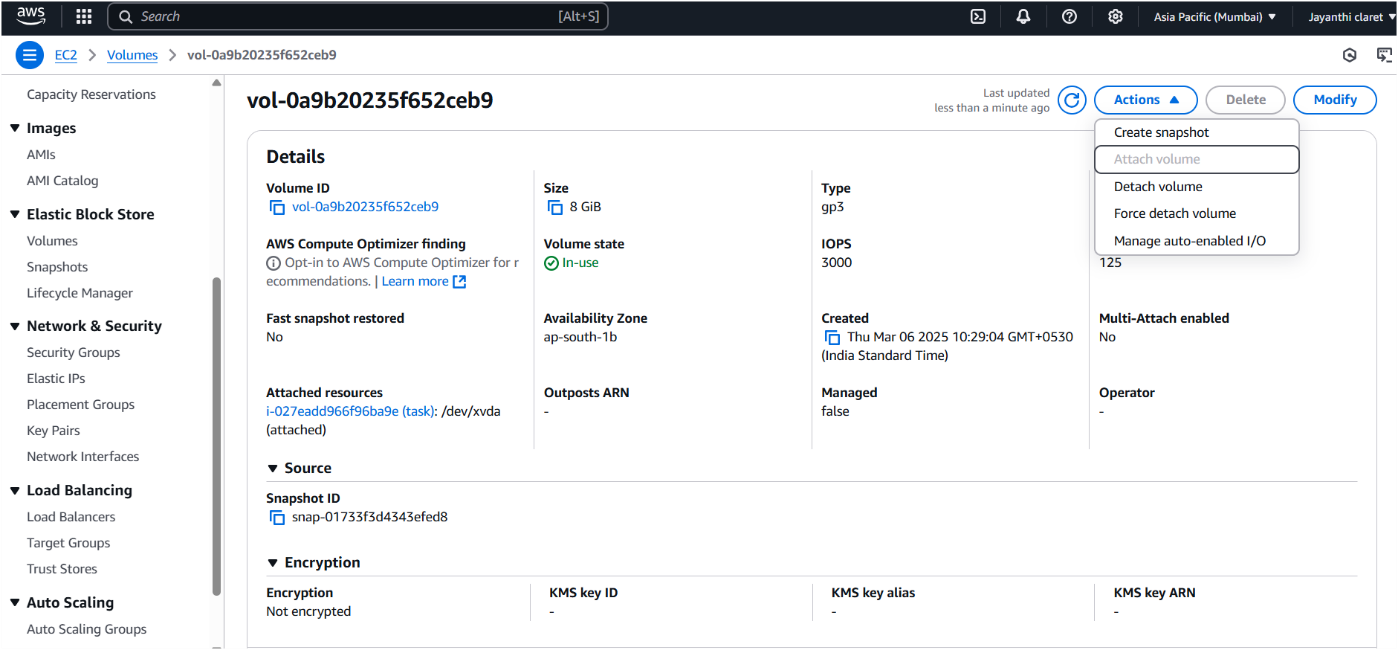 aws
Search
[Alt+S]
Asia Pacific (Mumbai)
Jayanthi claret
EC2
Volumes
vol-0a9b20235f652ceb9
Capacity Reservations
Images
AMIs
AMI Catalog
Elastic Block Store
Volumes
Snapshots
Lifecycle Manager
Network & Security
Security Groups
Elastic IPs
Placement Groups
Key Pairs
Network Interfaces
Load Balancing
Load Balancers
Target Groups
Trust Stores
Auto Scaling
Auto Scaling Groups
vol-0a9b20235f652ceb9
Last updated
less than a minute ago
Actions
Delete
Modify
Create snapshot
Attach volume
Detach volume
Force detach volume
Manage auto-enabled I/O
Details
Volume ID
vol-0a9b20235f652ceb9
Size
8 GiB
Type
gp3
AWS Compute Optimizer finding
Opt-in to AWS Compute Optimizer for r
ecommendations. | Learn more
Volume state
In-use
IOPS
3000
125
Fast snapshot restored
No
Availability Zone
ap-south-1b
Created
Thu Mar 06 2025 10:29:04 GMT+0530
(India Standard Time)
Multi-Attach enabled
No
Attached resources
i-027eadd966f96ba9e (task): /dev/xvda
(attached)
Outposts ARN
-
Managed
false
Operator
-
Source
Snapshot ID
snap-01733f3d4343efed8
Encryption
Encryption
Not encrypted
KMS key ID
-
KMS key alias
-
KMS key ARN
-